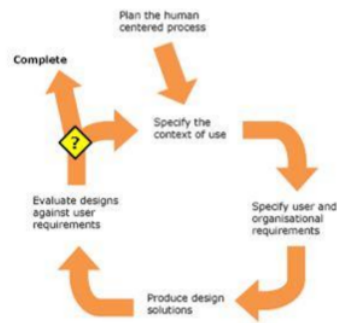 Plan the human
centered process
Complete
?
Specify the
context of use
Evaluate designs
against user
requirements
Specify user and
organisational
requirements
Produce design
solutions